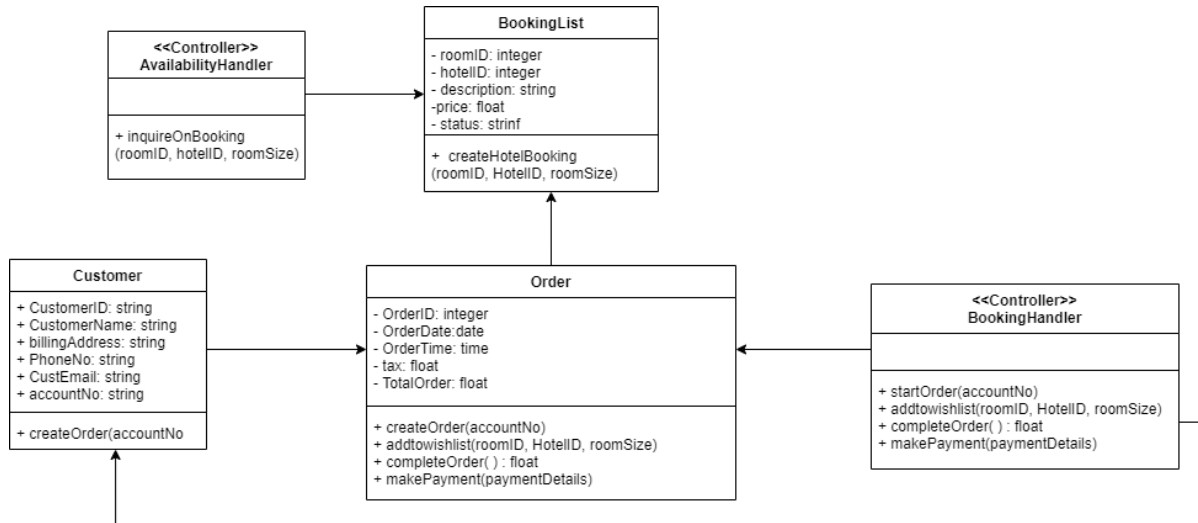 BookingList
- roomID: integer
- hotelID: integer
- description: string
-price: float
- status: strinf
+ createHotelBooking
(roomID, HotelID, roomSize)
<<Controller>>
AvailabilityHandler
+ inquireOnBooking
(roomID, hotelID, roomSize)
Customer
+ CustomerID: string
+ CustomerName: string
+ billingAddress: string
+ PhoneNo: string
+ CustEmail: string
+ accountNo: string
+ createOrder(accountNo
Order
- OrderID: integer
- OrderDate:date
- OrderTime: time
- tax: float
- TotalOrder: float
+ createOrder(accountNo)
+ addtowishlist(roomID, HotelID, roomSize)
+ completeOrder( ) : float
+ makePayment(paymentDetails)
<<Controller>>
BookingHandler
+ startOrder(accountNo)
+ addtowishlist(roomID, HotelID, roomSize)
+ completeOrder( ) : float
+ makePayment(paymentDetails)